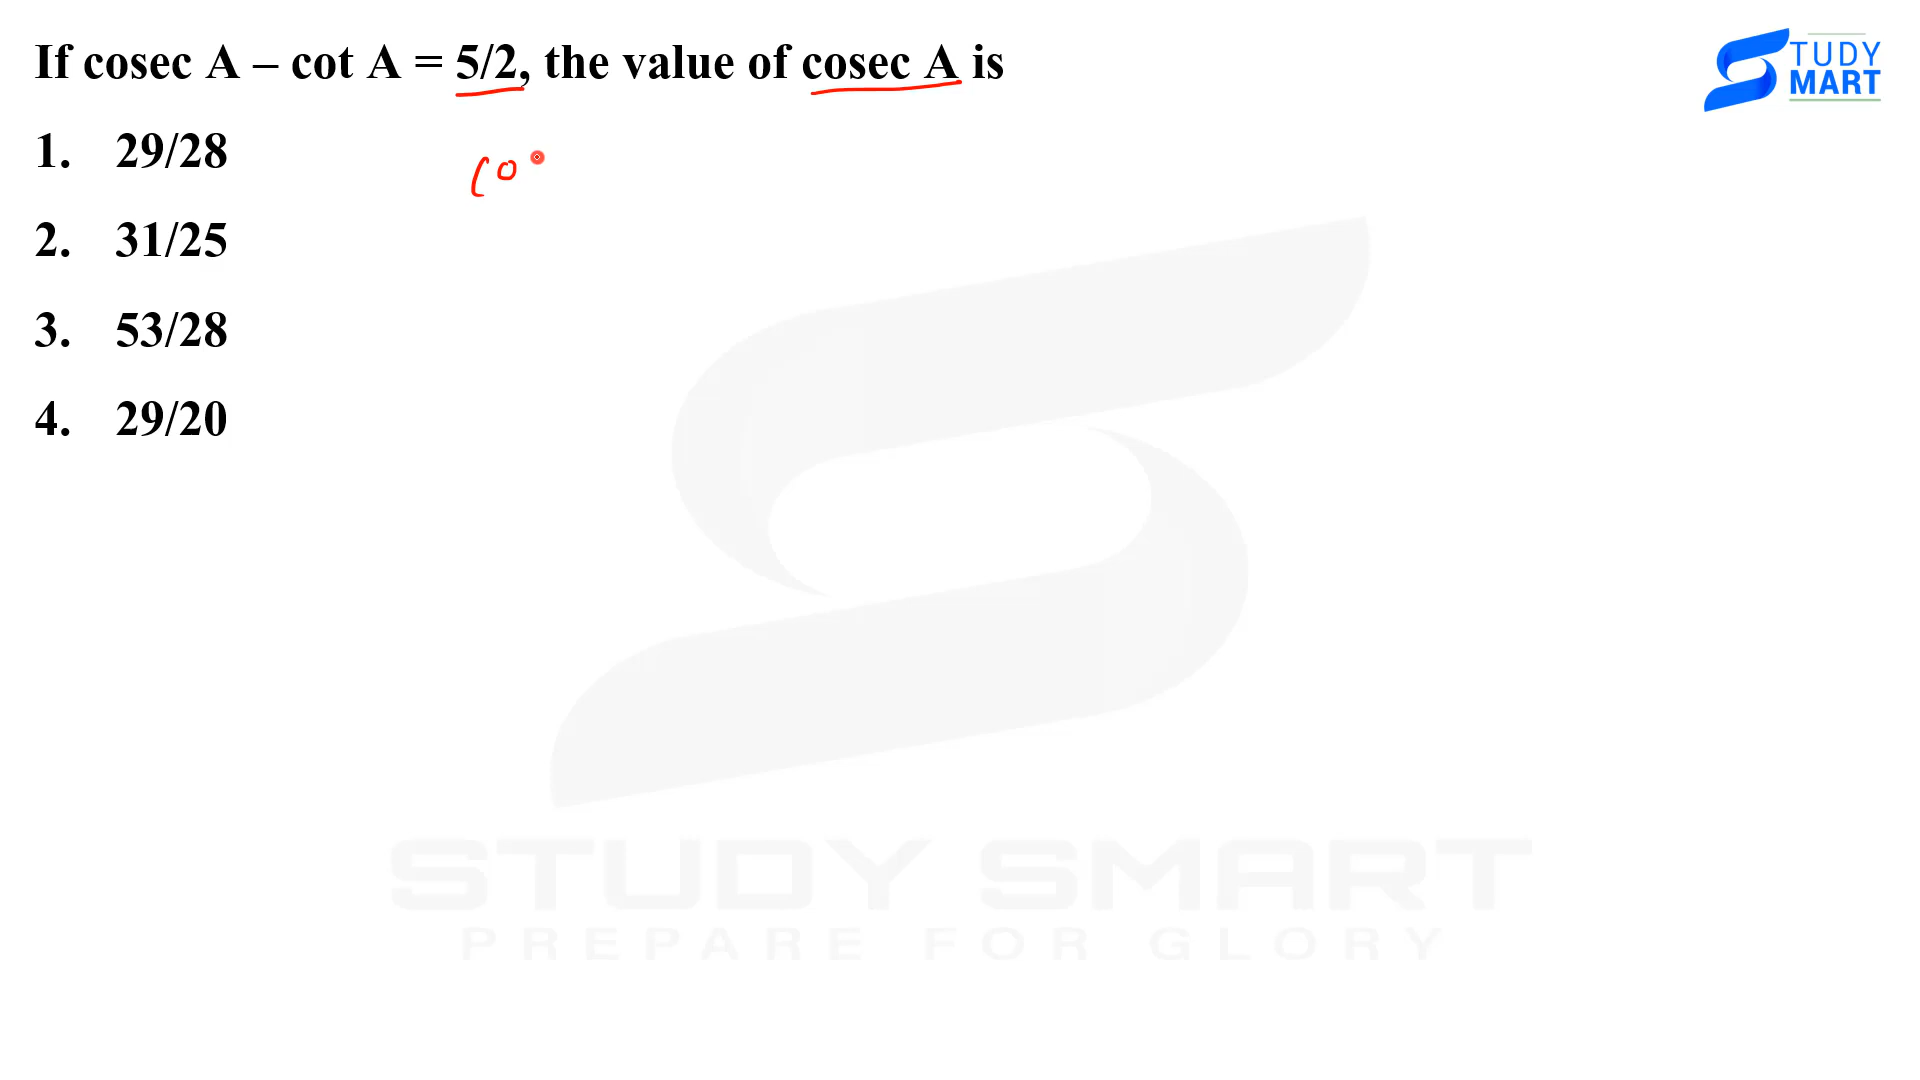 If cosec A – cot A = 5/2, the value of cosec A is
1. 29/28
2. 31/25
3. 53/28
4. 29/20
STUDY
MART
STUDY SMART
PREPARE FOR GLORY